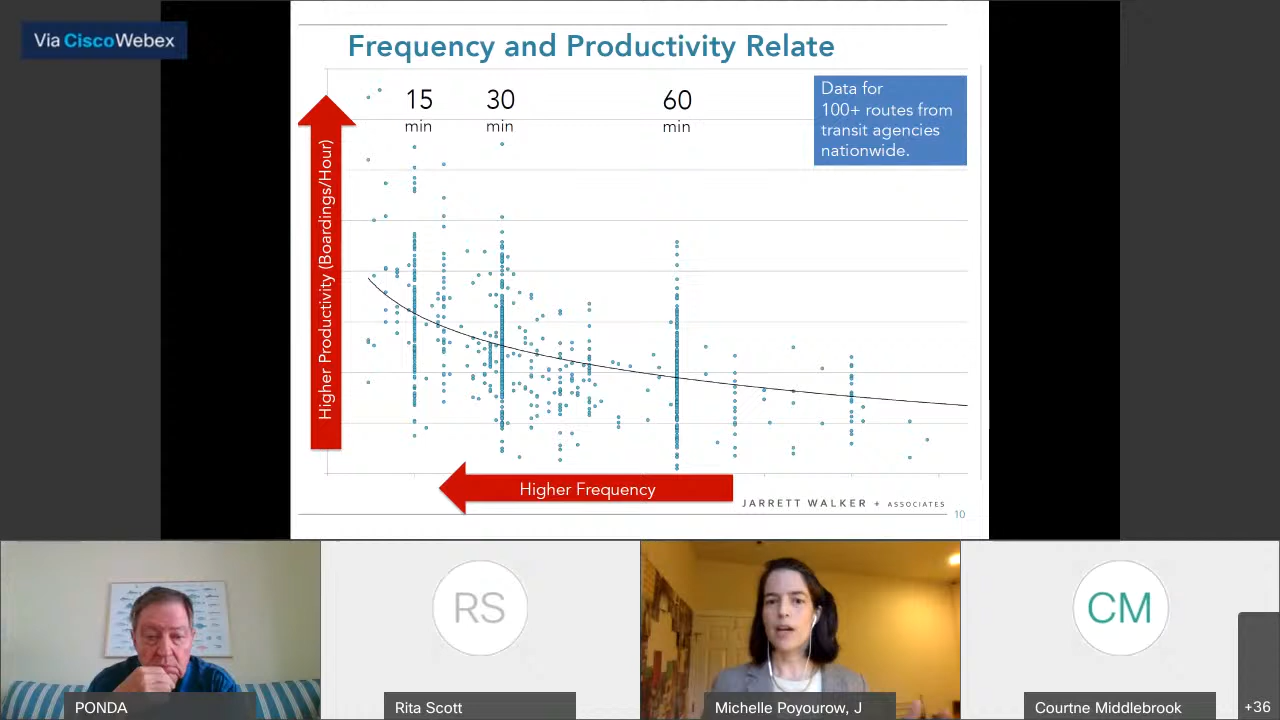 Via Cisco Webex
Frequency and Productivity Relate
15
min
30
min
60
min
Data for
100+ routes from
transit agencies
nationwide.
Higher Productivity (Boardings/Hour)
Higher Frequency
JARRETT WALKER + ASSOCIATES
10
PONDA
RS
Rita Scott
Michelle Poyourow, J
CM
Courtne Middlebrook
+36